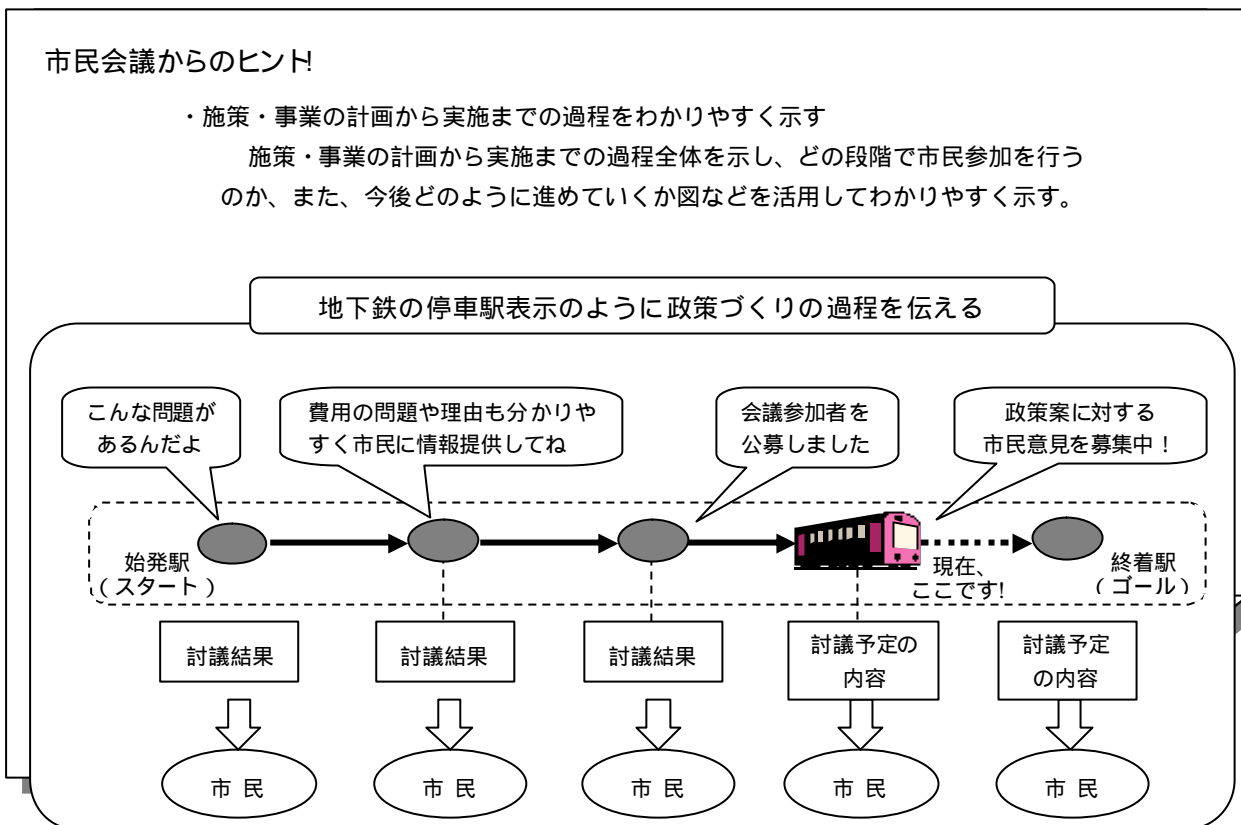 市民会議からのヒント!
・施策・事業の計画から実施までの過程をわかりやすく示す
施策・事業の計画から実施までの過程全体を示し、どの段階で市民参加を行う
のか、また、今後どのように進めていくか図などを活用してわかりやすく示す。
地下鉄の停車駅表示のように政策づくりの過程を伝える
こんな問題が
あるんだよ
費用の問題や理由も分かりや
すく市民に情報提供してね
会議参加者を
公募しました
政策案に対する
市民意見を募集中！
始発駅
（スタート）
現在、
ここです!
終着駅
（ゴール）
討議結果
討議結果
討議結果
討議予定の
内容
討議予定
の内容
市 民
市 民
市 民
市 民
市 民